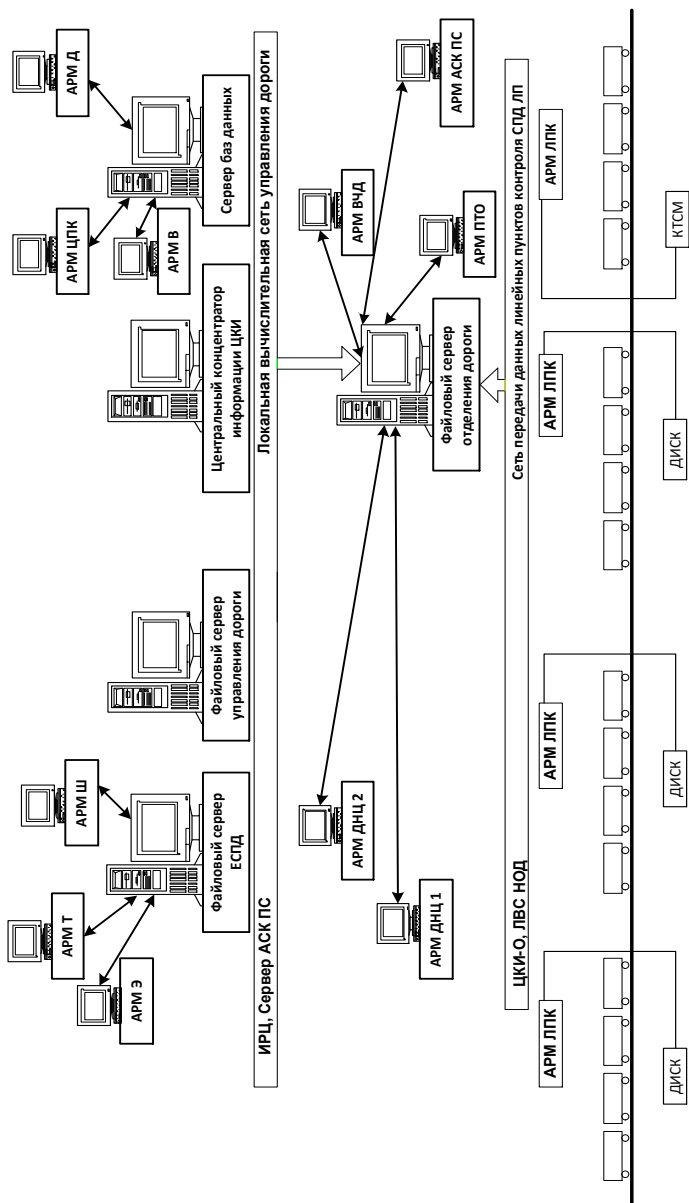 АРМ Т
АРМ Э
АРМ Ш
Файловый сервер
ЕСПД
Файловый сервер
управления дороги
Центральный концентратор
информации ЦКИ
АРМ ЦПК
АРМ В
АРМ Д
Сервер баз данных
ИРЦ, Сервер АСК ПС
Локальная вычислительная сеть управления дороги
АРМ ДНЦ 2
АРМ ДНЦ 1
АРМ ВЧД
АРМ АСК ПС
АРМ ПТО
Файловый сервер
отделения дороги
ЦКИ-О, ЛВС НОД
Сеть передачи данных линейных пунктов контроля СПД ЛП
АРМ ЛПК
АРМ ЛПК
АРМ ЛПК
АРМ ЛПК
ДИСК
ДИСК
ДИСК
КТСМ